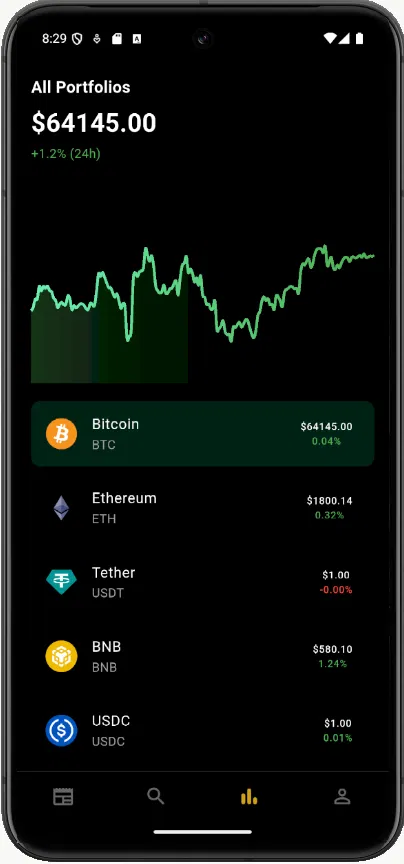 8:29
All Portfolios
$64145.00
+1.2% (24h)
Bitcoin
BTC
$64145.00
0.04%
Ethereum
ETH
$1800.14
0.32%
Tether
USDT
$1.00
-0.00%
BNB
BNB
$580.10
1.24%
USDC
USDC
$1.00
0.01%